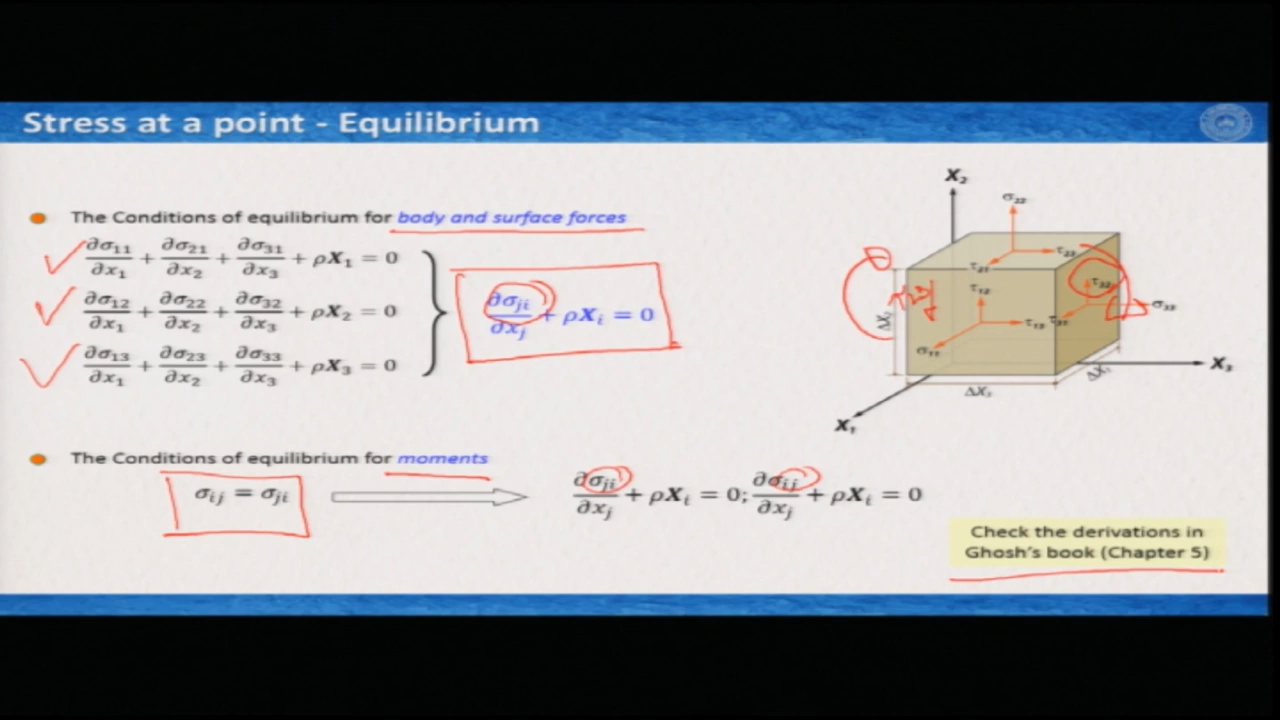 Stress at a point - Equilibrium
The Conditions of equilibrium for body and surface forces
∂σ₁₁/∂x₁ + ∂σ₂₁/∂x₂ + ∂σ₃₁/∂x₃ + ρX₁ = 0
∂σ₁₂/∂x₁ + ∂σ₂₂/∂x₂ + ∂σ₃₂/∂x₃ + ρX₂ = 0
∂σ₁₃/∂x₁ + ∂σ₂₃/∂x₂ + ∂σ₃₃/∂x₃ + ρX₃ = 0
∂σⱼᵢ/∂xⱼ + ρXᵢ = 0
X₂
σ₂₂
τ₂₁
τ₁₂
τ₁₃
σ₁₁
σ₃₃
ΔX₂
ΔX₃
ΔX₁
X₃
X₁
The Conditions of equilibrium for moments
σᵢⱼ = σⱼᵢ
∂σⱼᵢ/∂xⱼ + ρXᵢ = 0; ∂σᵢⱼ/∂xⱼ + ρXᵢ = 0
Check the derivations in
Ghosh's book (Chapter 5)